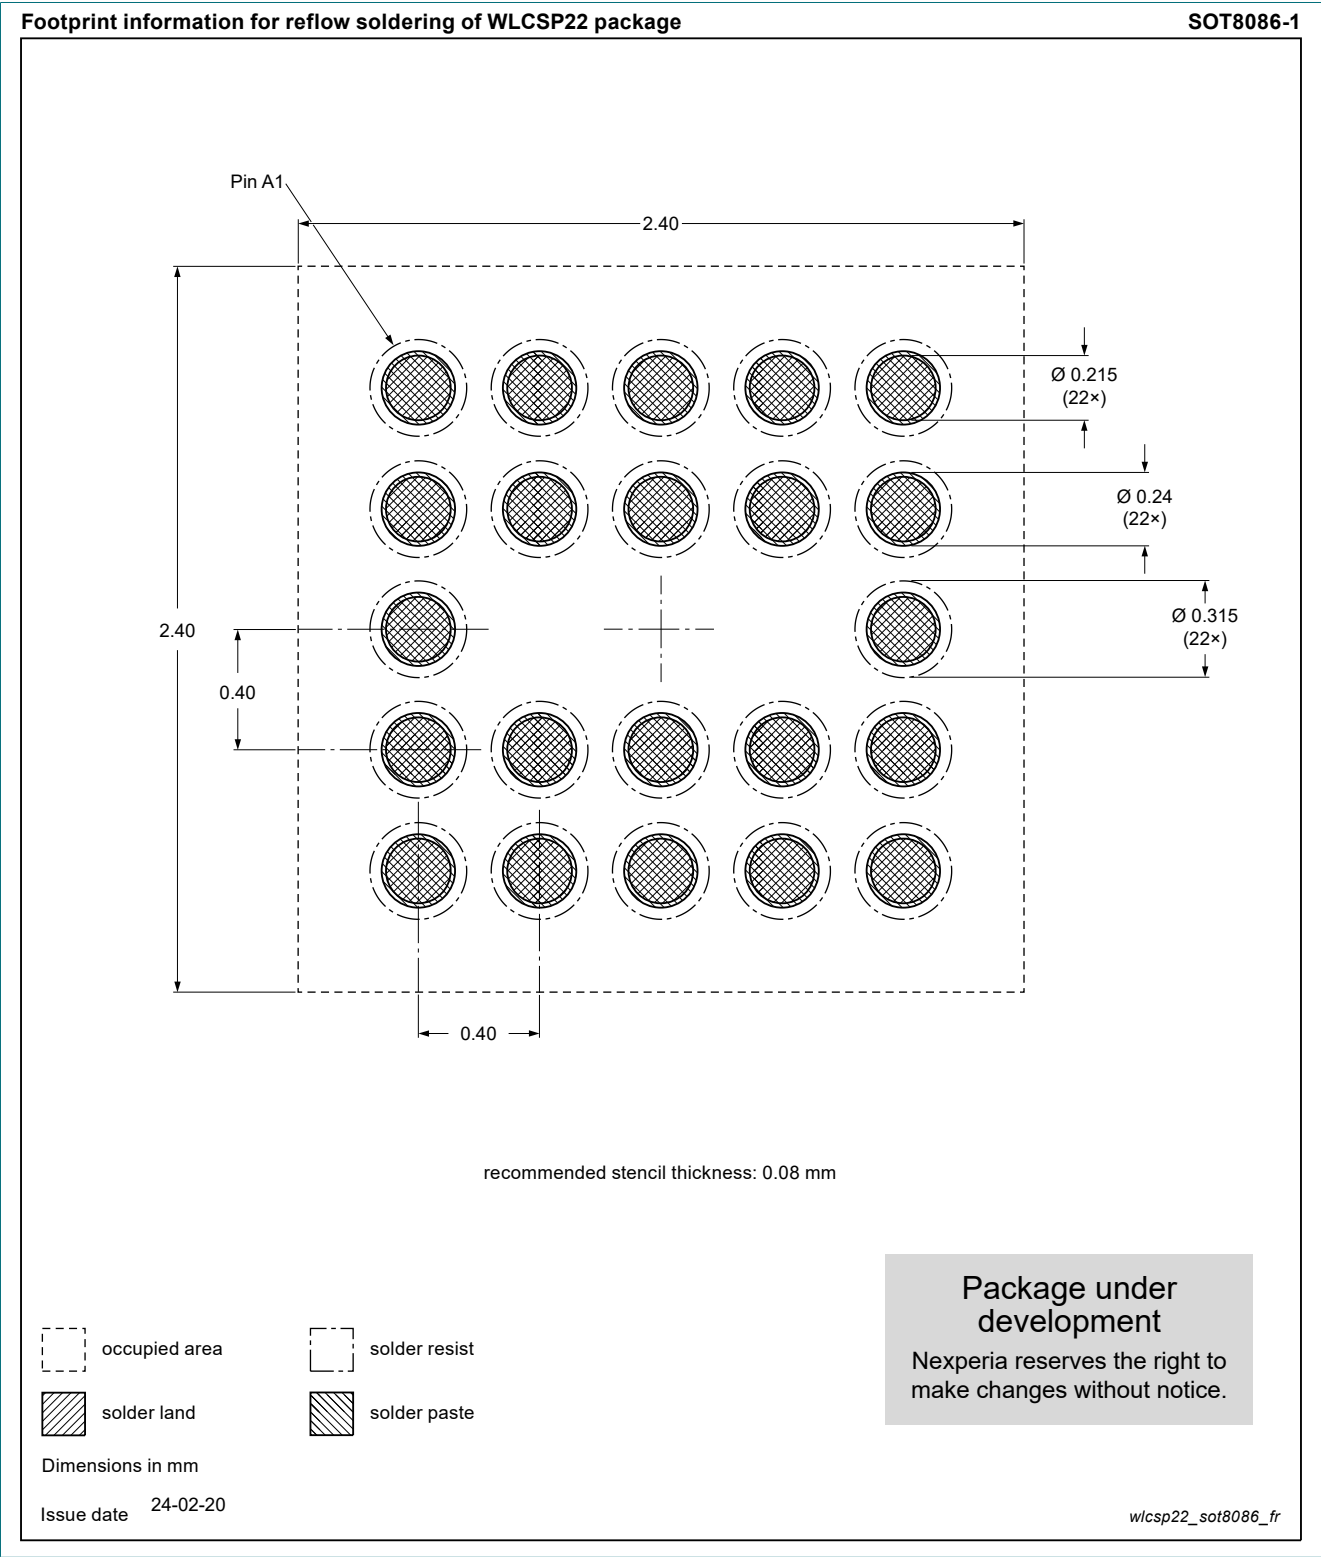 Footprint information for reflow soldering of WLCSP22 package
SOT8086-1
Pin A1
2.40
Ø 0.215
(22×)
Ø 0.24
(22×)
Ø 0.315
(22×)
2.40
0.40
0.40
recommended stencil thickness: 0.08 mm
Package under
development
Nexperia reserves the right to
make changes without notice.
occupied area
solder resist
solder land
solder paste
Dimensions in mm
Issue date 24-02-20
wlcsp22_sot8086_fr